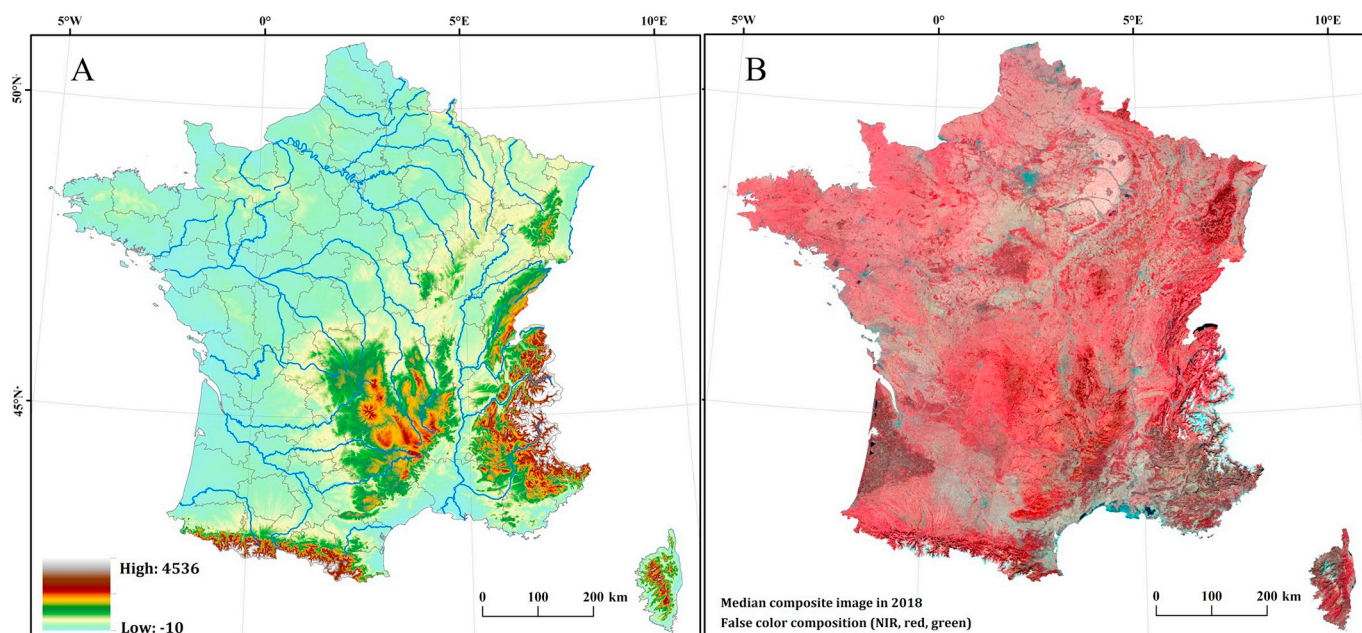 5°W 0° 5°E 10°E
5°W 0° 5°E 10°E
A
B
50°N
45°N
High: 4536
Low: -10
0 100 200 km
Median composite image in 2018
False color composition (NIR, red, green)
0 100 200 km